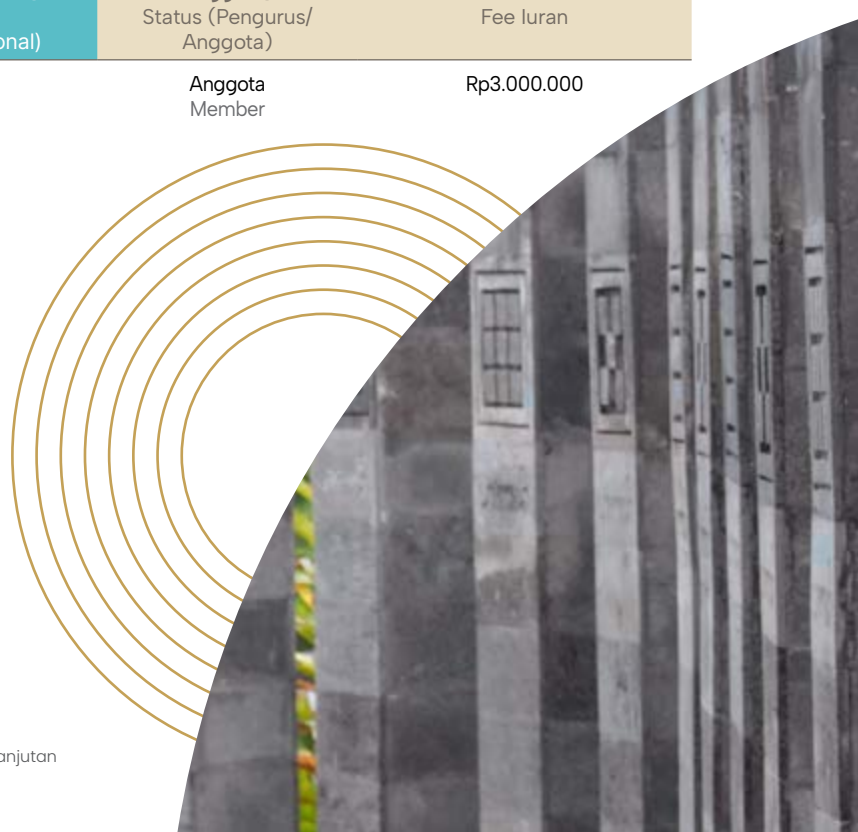 onal)
Status (Pengurus/
Anggota)
Fee Iuran
Anggota
Member
Rp3.000.000
anjutan